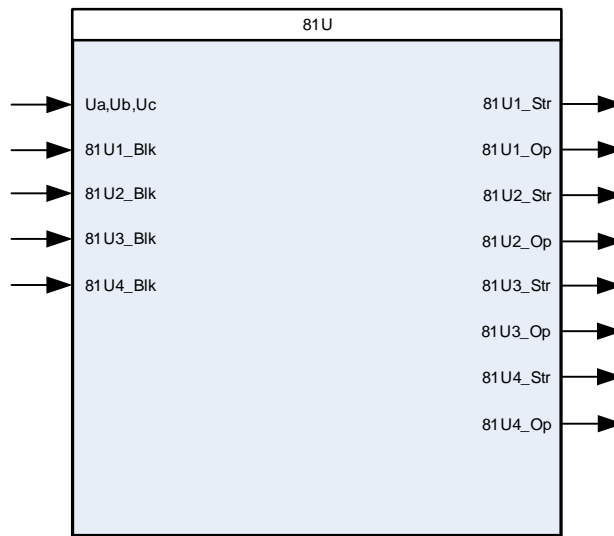 81U
Ua,Ub,Uc
81U1_Blk
81U2_Blk
81U3_Blk
81U4_Blk
81U1_Str
81U1_Op
81U2_Str
81U2_Op
81U3_Str
81U3_Op
81U4_Str
81U4_Op